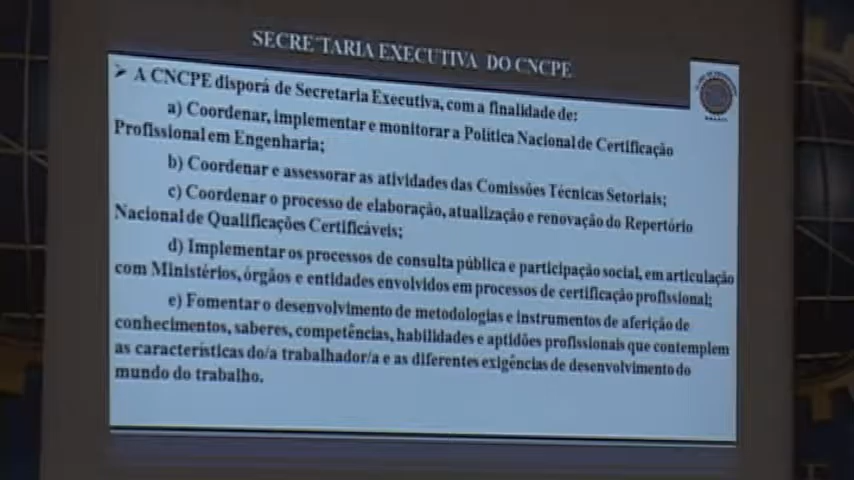 SECRETARIA EXECUTIVA DO CNCPE
➢ A CNCPE disporá de Secretaria Executiva, com a finalidade de:
a) Coordenar, implementar e monitorar a Política Nacional de Certificação
Profissional em Engenharia;
b) Coordenar e assessorar as atividades das Comissões Técnicas Setoriais;
c) Coordenar o processo de elaboração, atualização e renovação do Repertório
Nacional de Qualificações Certificáveis;
d) Implementar os processos de consulta pública e participação social, em articulação
com Ministérios, órgãos e entidades envolvidos em processos de certificação profissional;
e) Fomentar o desenvolvimento de metodologias e instrumentos de aferição de
conhecimentos, saberes, competências, habilidades e aptidões profissionais que contemplem
as características do/a trabalhador/a e as diferentes exigências de desenvolvimento do
mundo do trabalho.